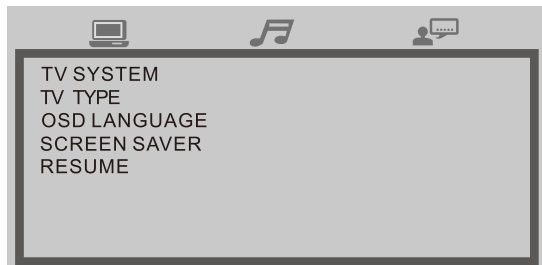 TV SYSTEM
TV TYPE
OSD LANGUAGE
SCREEN SAVER
RESUME